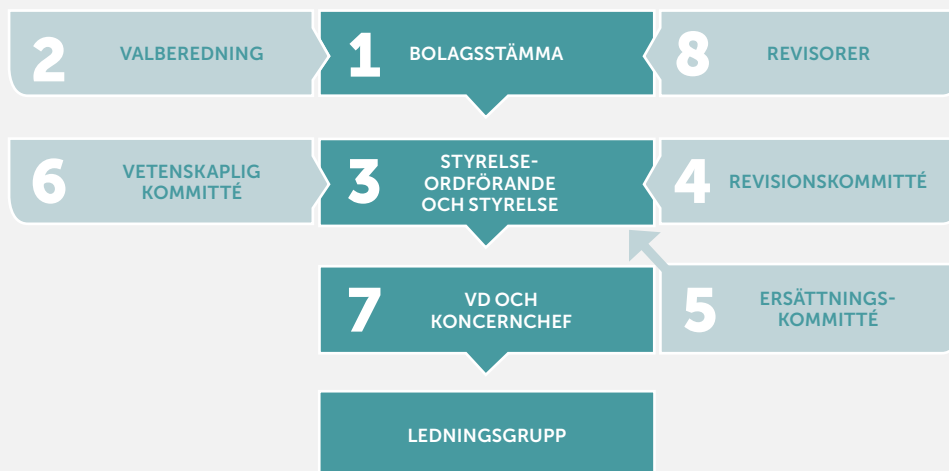 2
VALBEREDNING
1
BOLAGSSTÄMMA
8
REVISORER
6
VETENSKAPLIG
KOMMITTÉ
3
STYRELSE-
ORDFÖRANDE
OCH STYRELSE
4
REVISIONSKOMMITTÉ
7
VD OCH
KONCERNCHEF
5
ERSÄTTNINGS-
KOMMITTÉ
LEDNINGSGRUPP